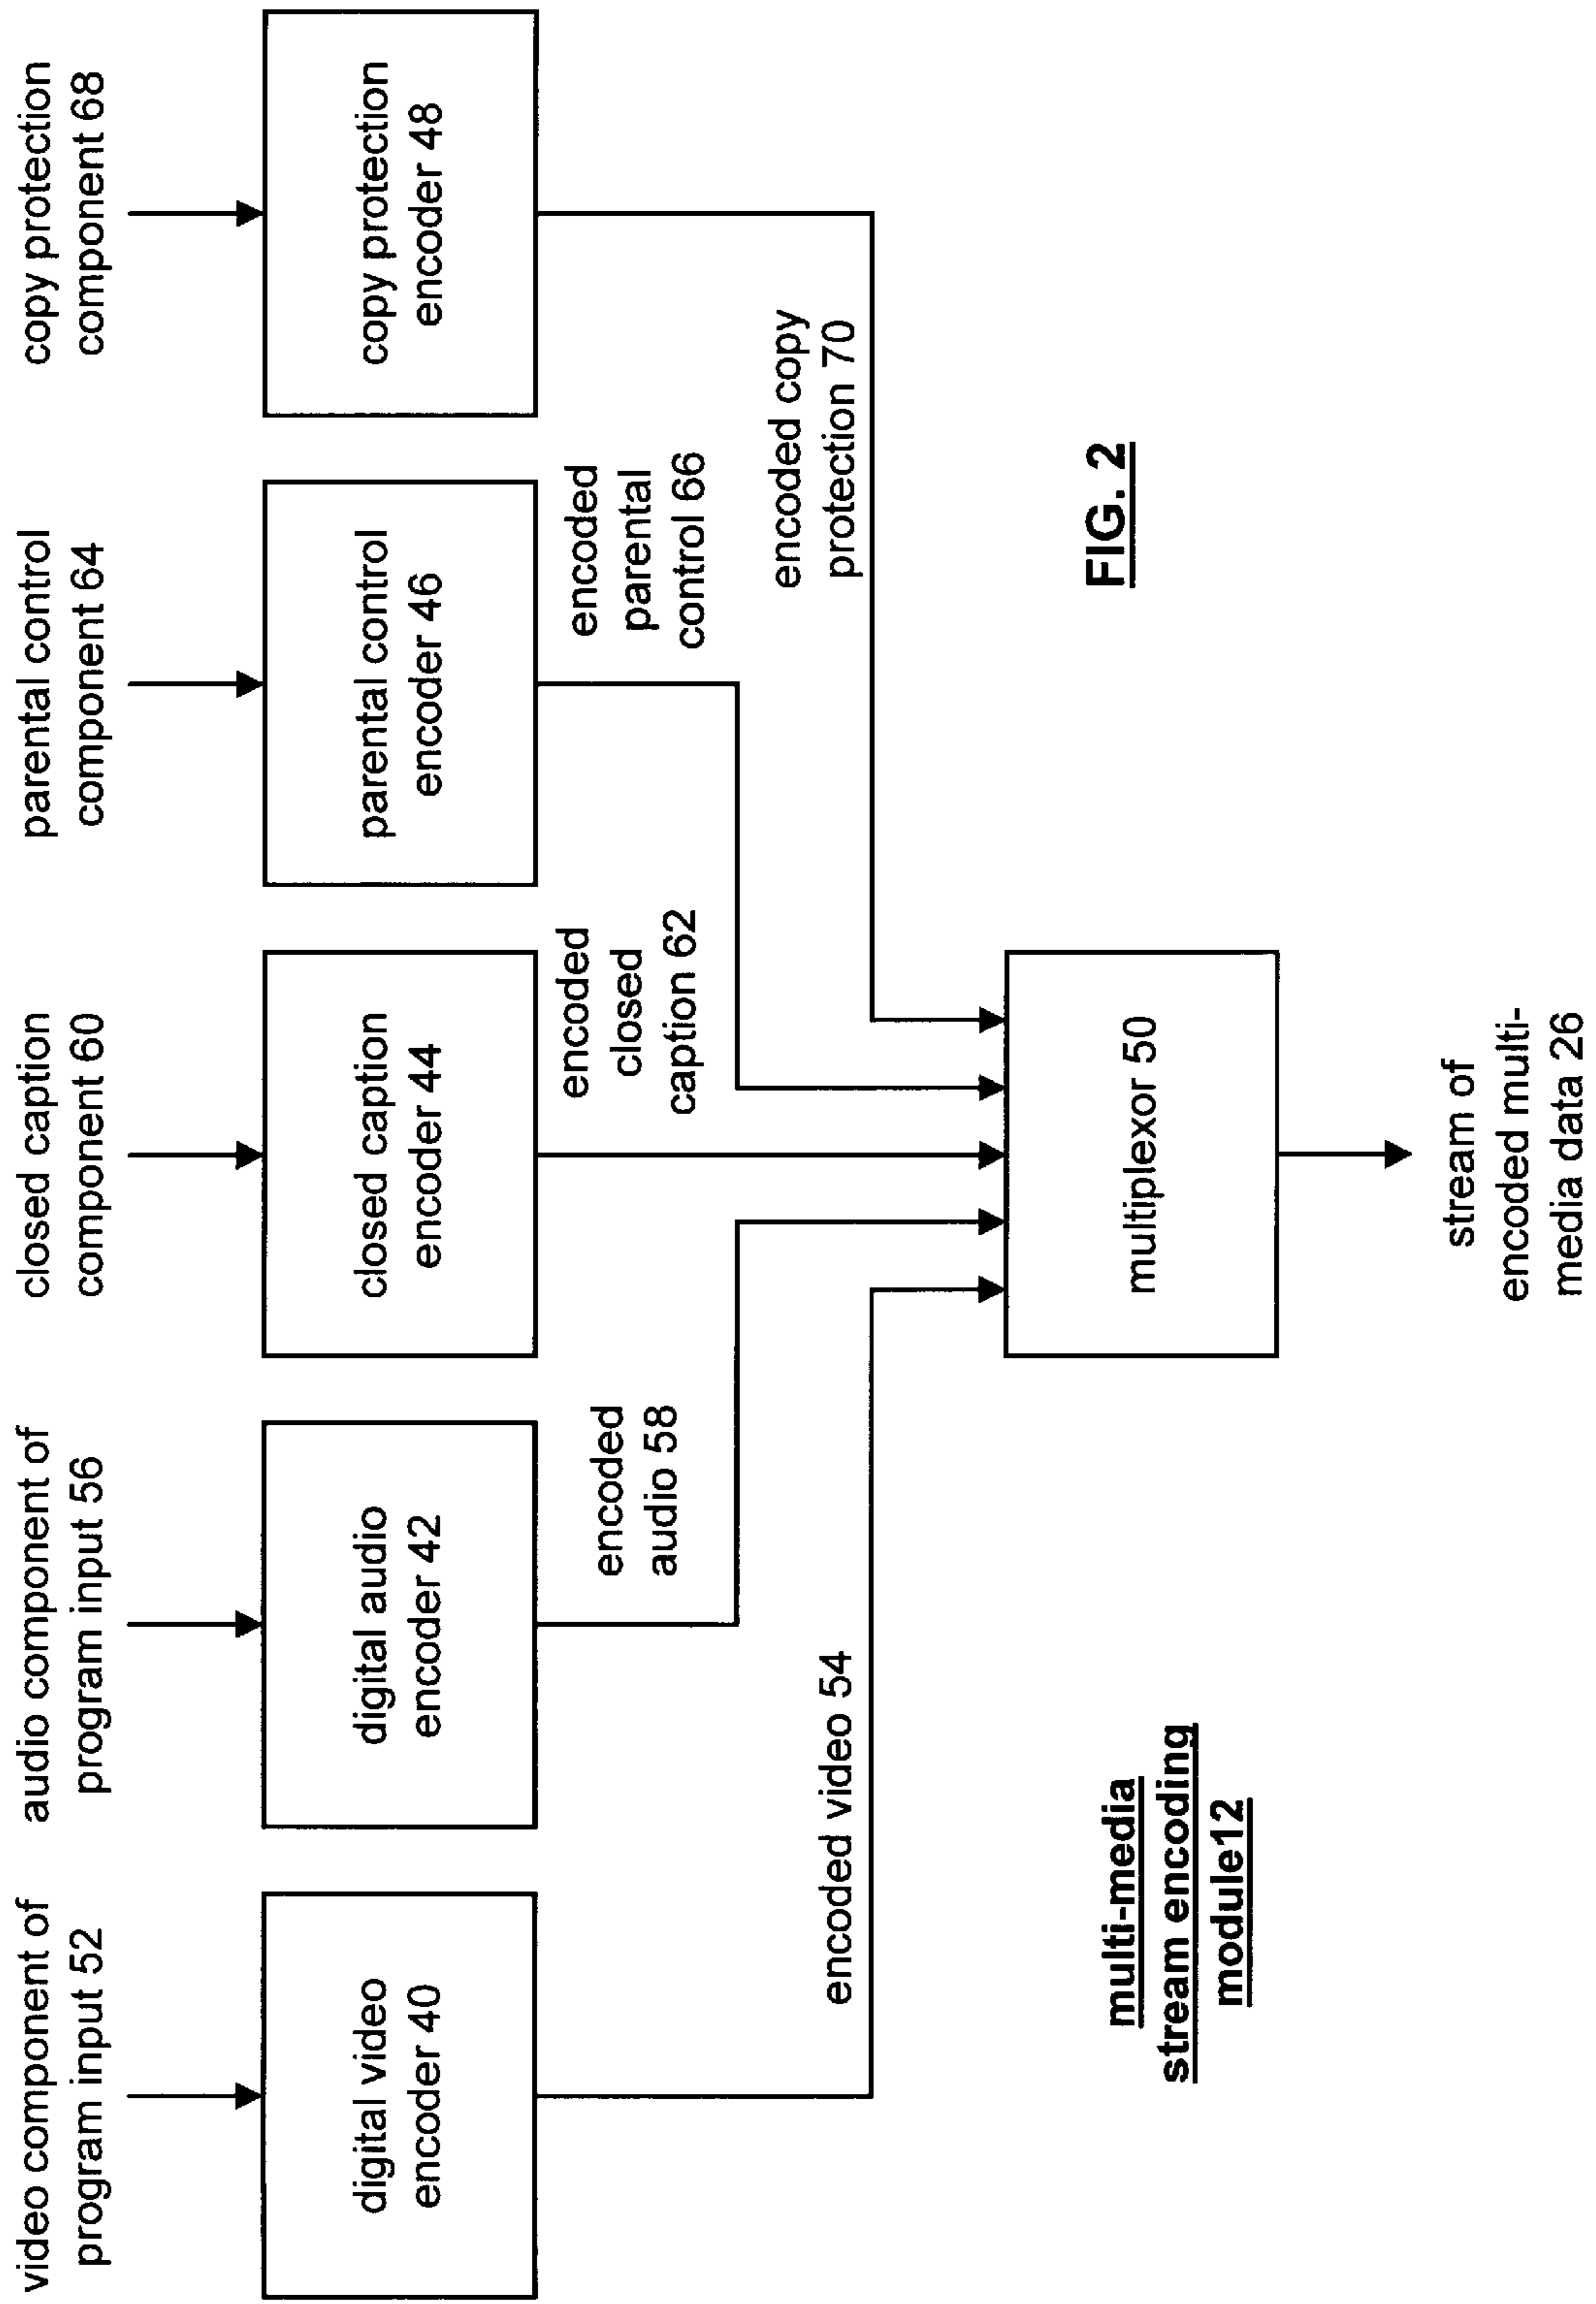 video component of
program input 52
audio component of
program input 56
closed caption
component 60
parental control
component 64
copy protection
component 68
digital video
encoder 40
digital audio
encoder 42
closed caption
encoder 44
parental control
encoder 46
copy protection
encoder 48
encoded video 54
encoded
audio 58
encoded
closed
caption 62
encoded
parental
control 66
encoded copy
protection 70
multiplexor 50
multi-media
stream encoding
module12
FIG. 2
stream of
encoded multi-
media data 26